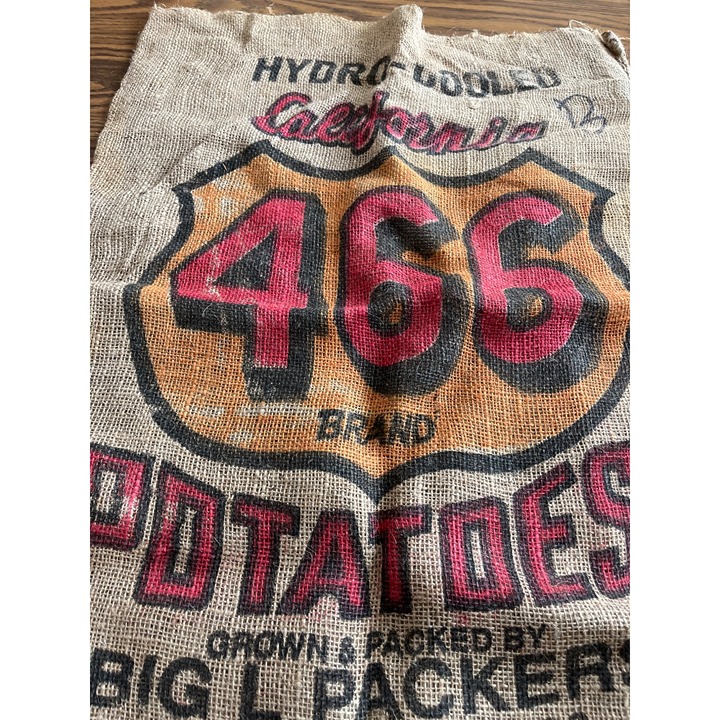 HYDRO-COOLED
California
466
BRAND
POTATOES
GROWN & PACKED BY
BIG L PACKERS